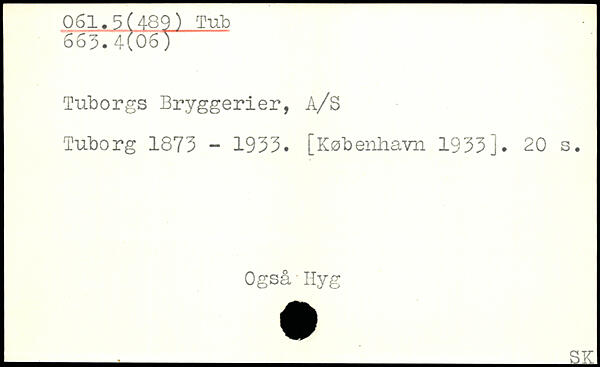 061.5(489) Tub
663.4(06)
Tuborgs Bryggerier, A/S
Tuborg 1873 - 1933. [København 1933]. 20 s.
Også Hyg
SK